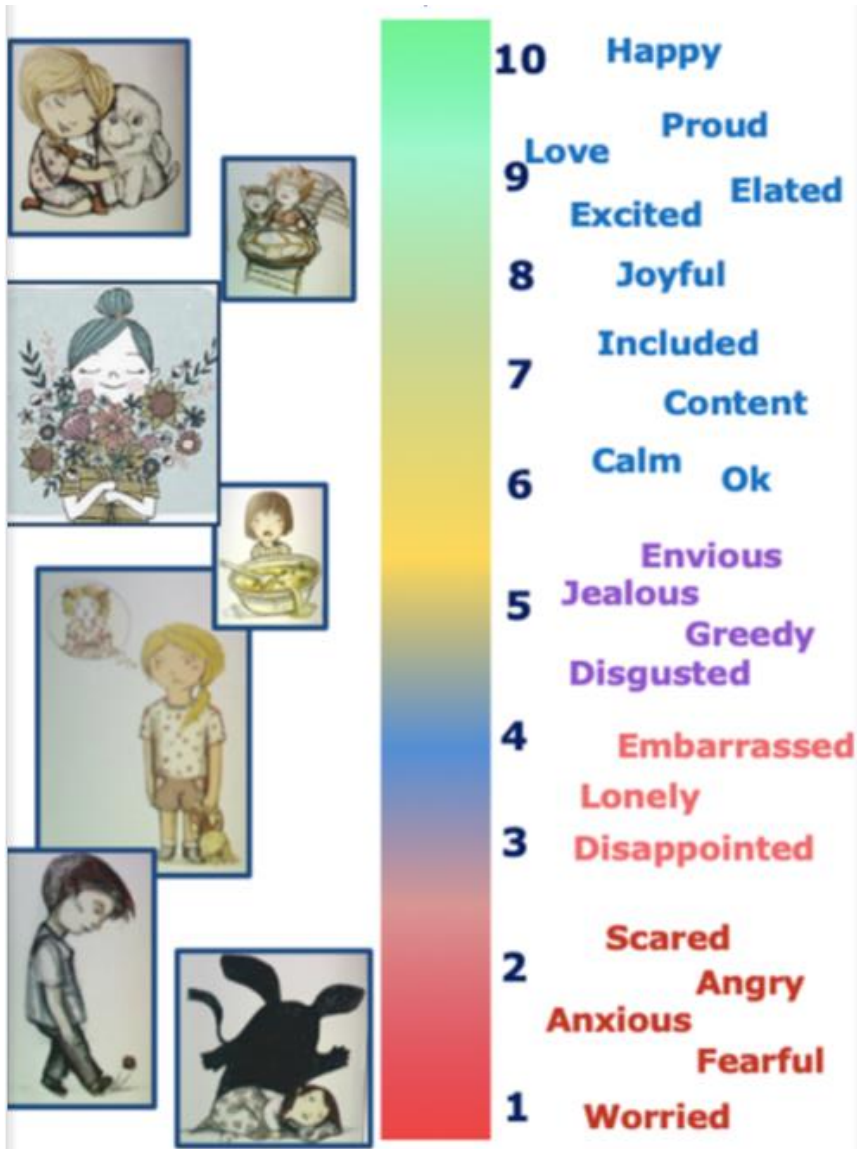 10 Happy
Proud
Love
9
Elated
Excited
8 Joyful
Included
7
Content
Calm
6 Ok
Envious
Jealous
5
Greedy
Disgusted
4 Embarrassed
Lonely
3 Disappointed
Scared
2
Angry
Anxious
Fearful
1 Worried